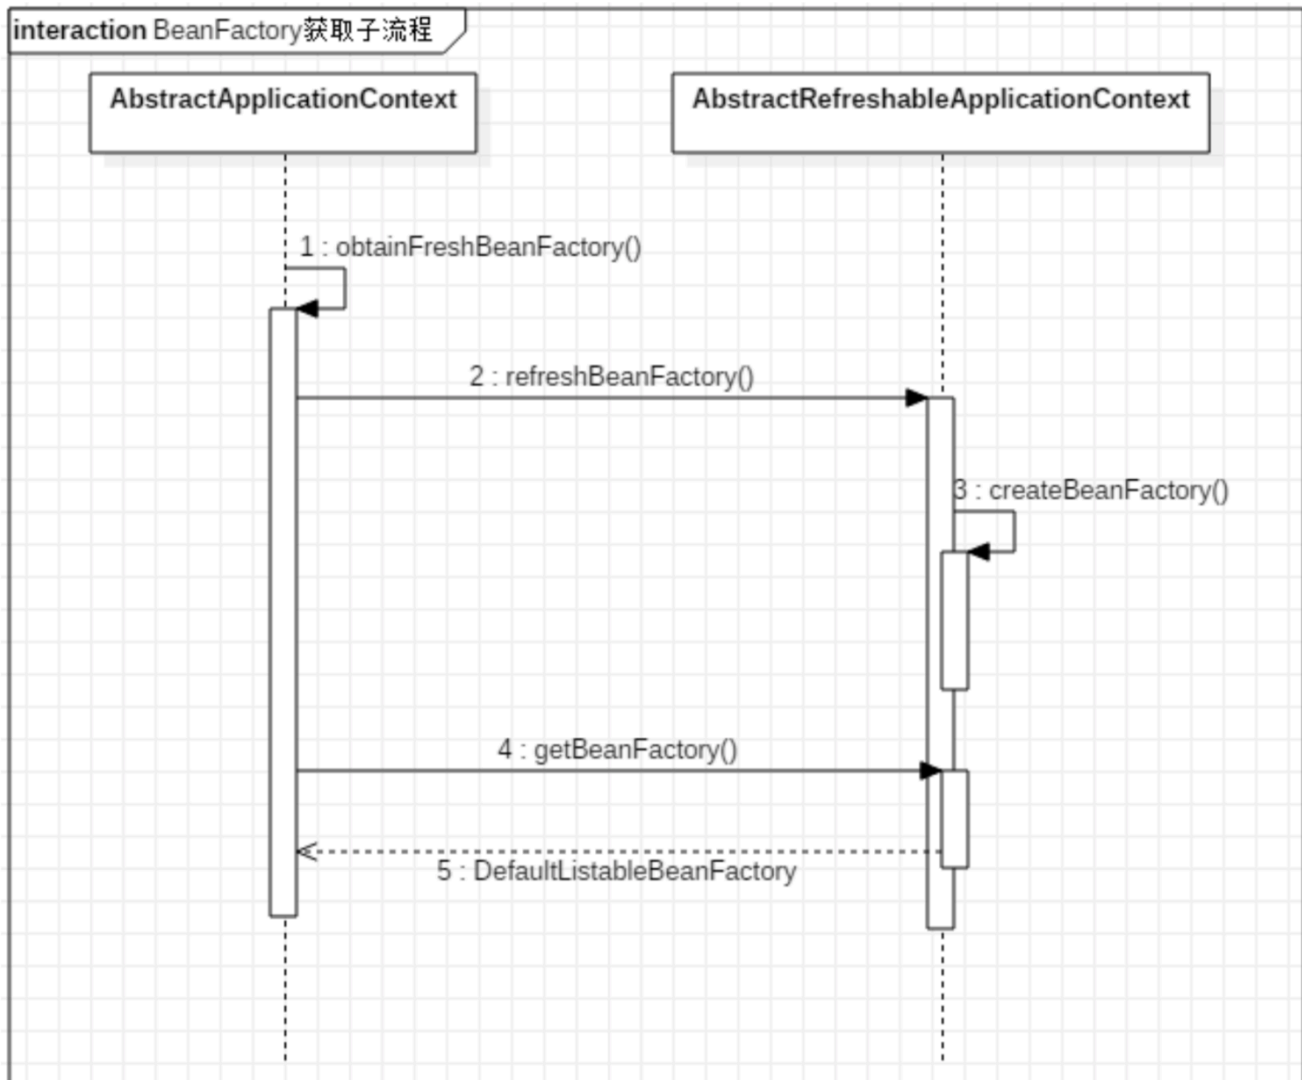 interaction BeanFactory获取子流程
AbstractApplicationContext
AbstractRefreshableApplicationContext
1 : obtainFreshBeanFactory()
2 : refreshBeanFactory()
3 : createBeanFactory()
4 : getBeanFactory()
5 : DefaultListableBeanFactory